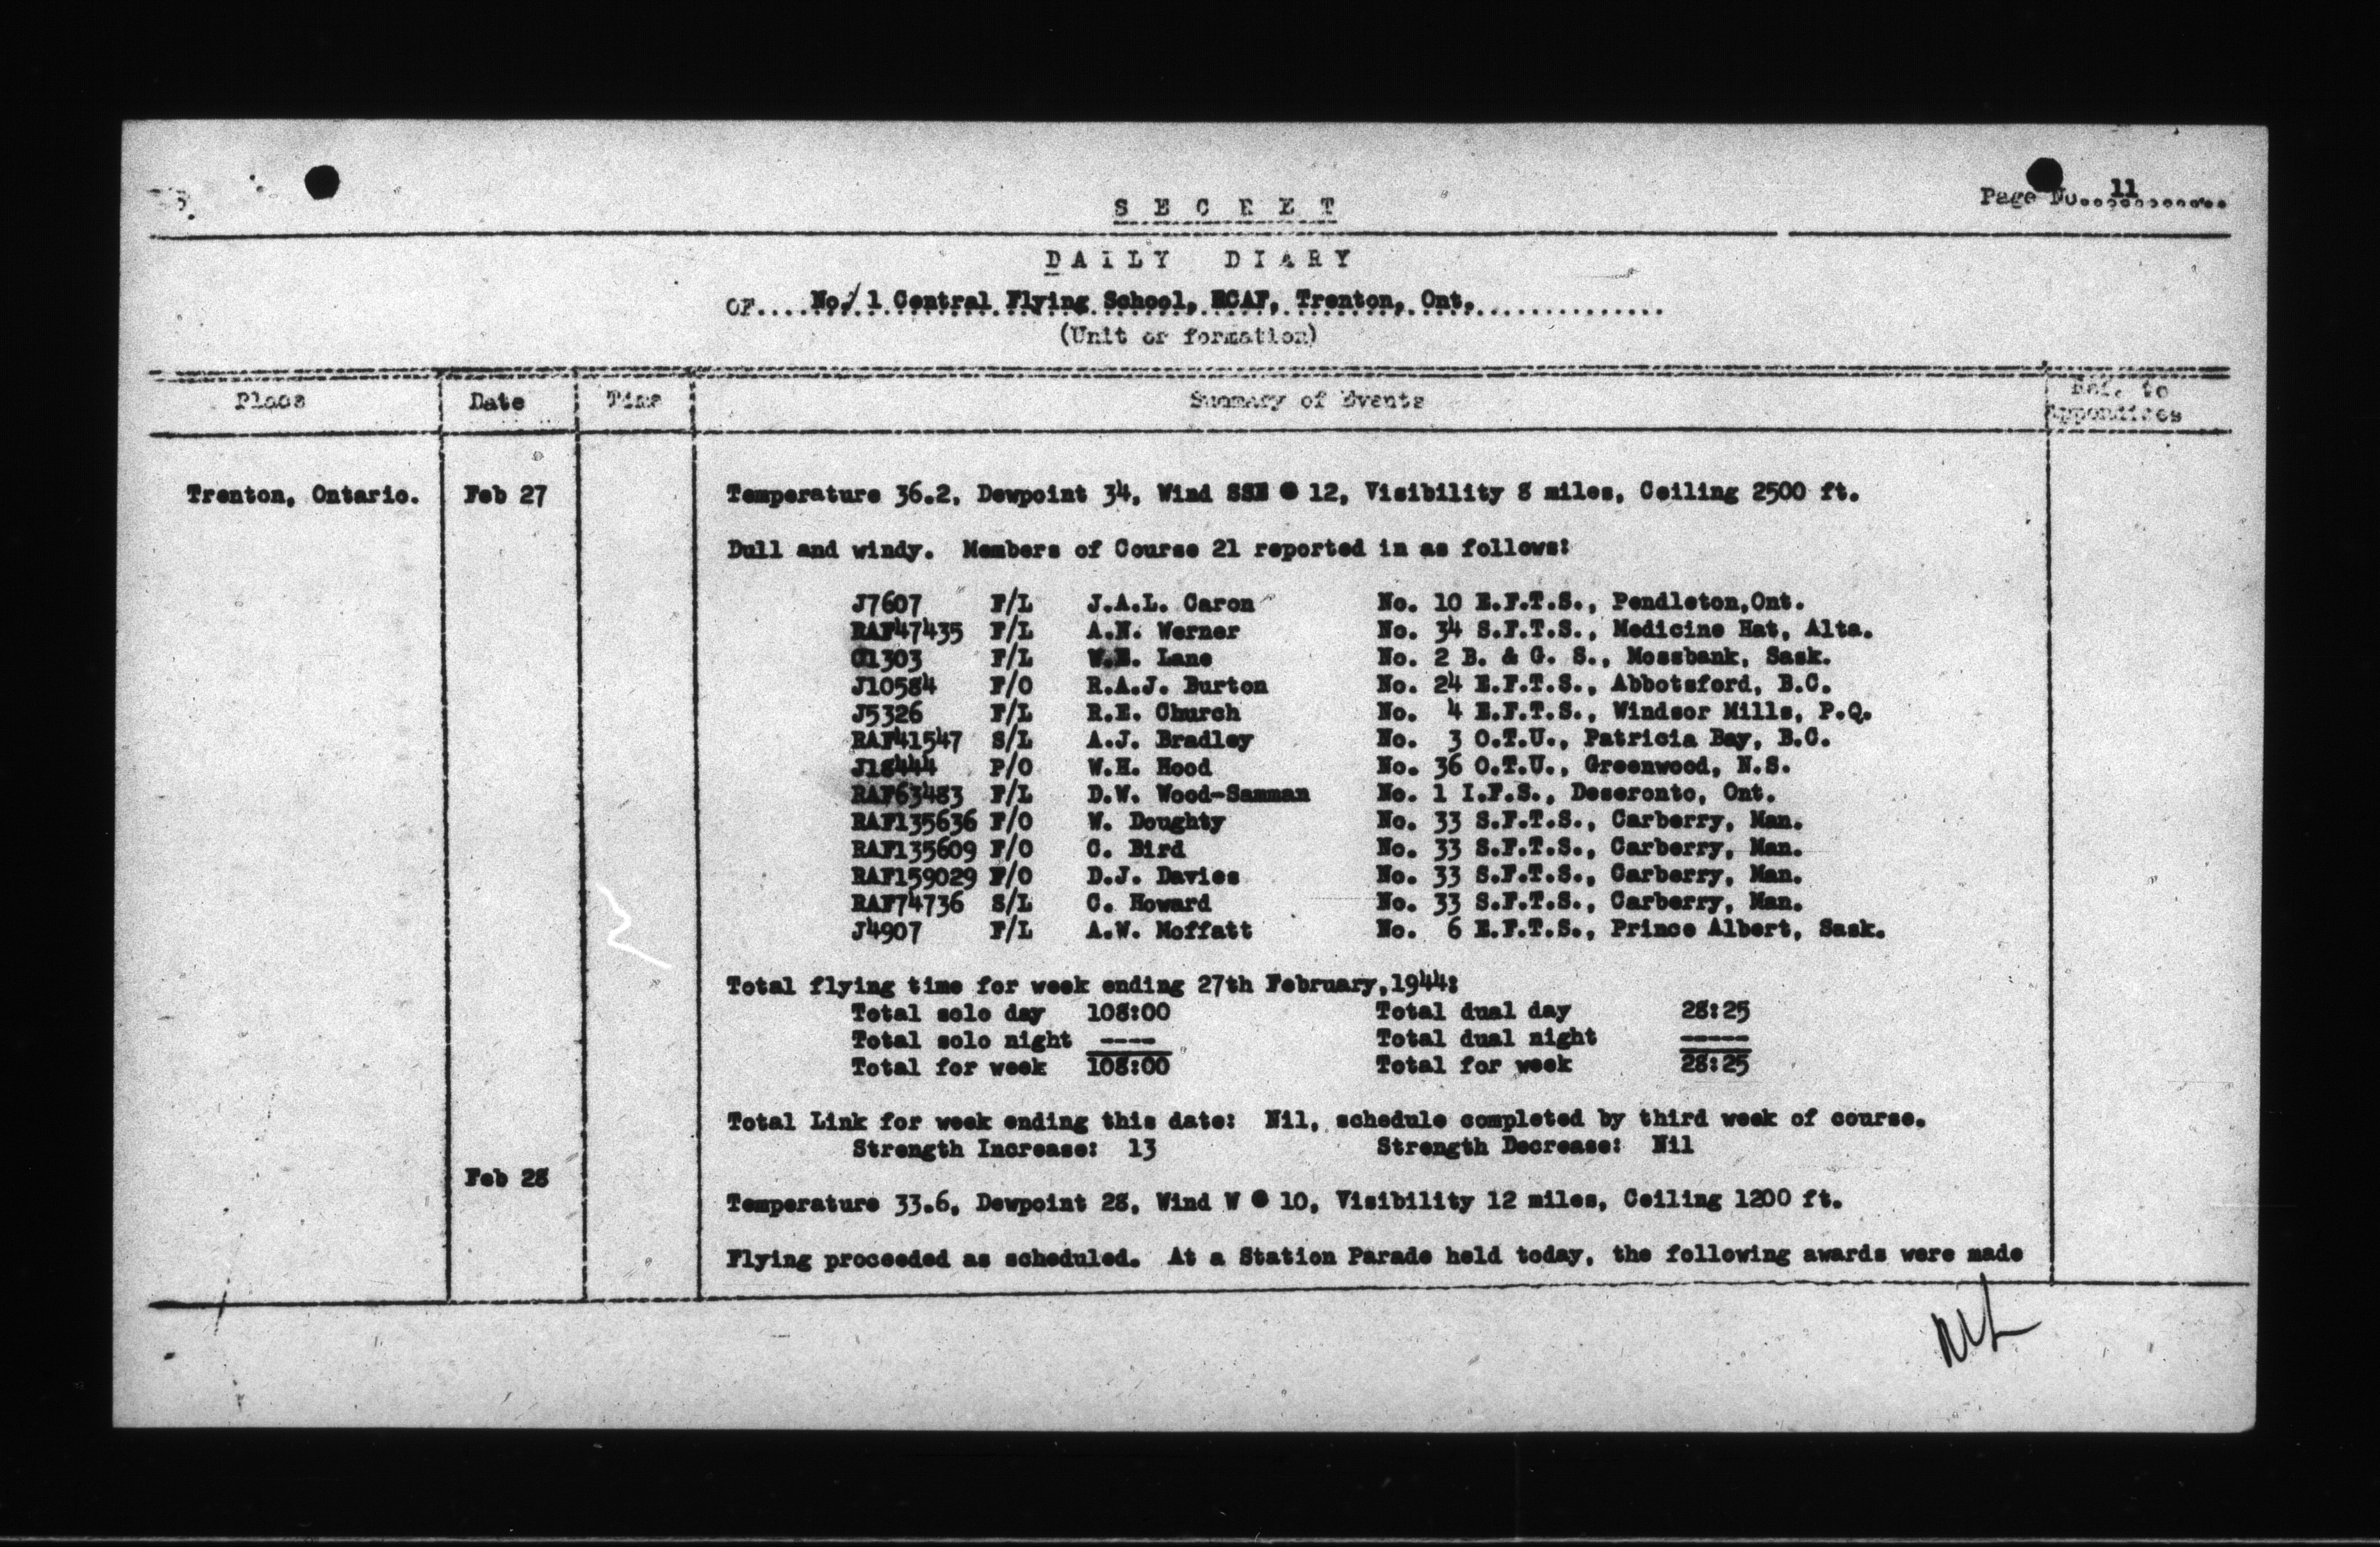 SECRET
Page No. 11
DAILY DIARY
OF....No. 1 Central Flying School, RCAF, Trenton, Ont.
(Unit or formation)
Place Date Time Summary of Events Ref. to Appendices
Trenton, Ontario. Feb 27 Temperature 36.2, Dewpoint 34, Wind SSE @ 12, Visibility 8 miles, Ceiling 2500 ft.
Dull and windy. Members of Course 21 reported in as follows:
J7607 F/L J.A.L. Caron No. 10 E.F.T.S., Pendleton,Ont.
RAF47435 F/L A.N. Werner No. 34 S.F.T.S., Medicine Hat, Alta.
C1303 F/L W.E. Lane No. 2 B. & G. S., Mossbank, Sask.
J10584 F/O R.A.J. Burton No. 24 E.F.T.S., Abbotsford, B.C.
J5326 F/L R.E. Church No. 4 E.F.T.S., Windsor Mills, P.Q.
RAF41547 S/L A.J. Bradley No. 3 O.T.U., Patricia Bay, B.C.
J18444 P/O W.H. Hood No. 36 O.T.U., Greenwood, N.S.
RAF63483 F/L D.W. Wood-Samman No. 1 I.F.S., Deseronto, Ont.
RAF135636 F/O W. Doughty No. 33 S.F.T.S., Carberry, Man.
RAF135609 F/O C. Bird No. 33 S.F.T.S., Carberry, Man.
RAF159029 F/O D.J. Davies No. 33 S.F.T.S., Carberry, Man.
RAF74736 S/L C. Howard No. 33 S.F.T.S., Carberry, Man.
J4907 F/L A.W. Moffatt No. 6 E.F.T.S., Prince Albert, Sask.
Total flying time for week ending 27th February,1944:
Total solo day 108:00 Total dual day 28:25
Total solo night ---- Total dual night -----
Total for week 108:00 Total for week 28:25
Total Link for week ending this date: Nil, schedule completed by third week of course.
Strength Increase: 13 Strength Decrease: Nil
Feb 28
Temperature 33.6, Dewpoint 28, Wind W @ 10, Visibility 12 miles, Ceiling 1200 ft.
Flying proceeded as scheduled. At a Station Parade held today, the following awards were made